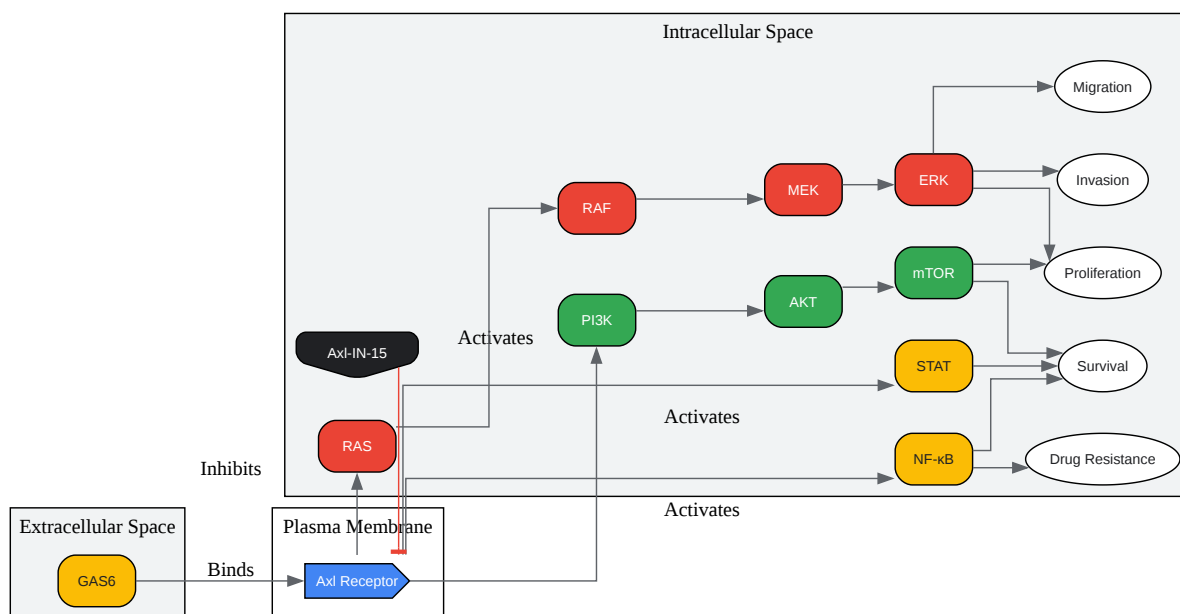 Intracellular Space
Migration
MEK
ERK
Invasion
RAF
mTOR
Proliferation
AKT
PI3K
Activates
Axl-IN-15
STAT
Survival
Activates
RAS
Inhibits
NF-κB
Drug Resistance
Activates
Extracellular Space
Plasma Membrane
GAS6
Binds
Axl Receptor